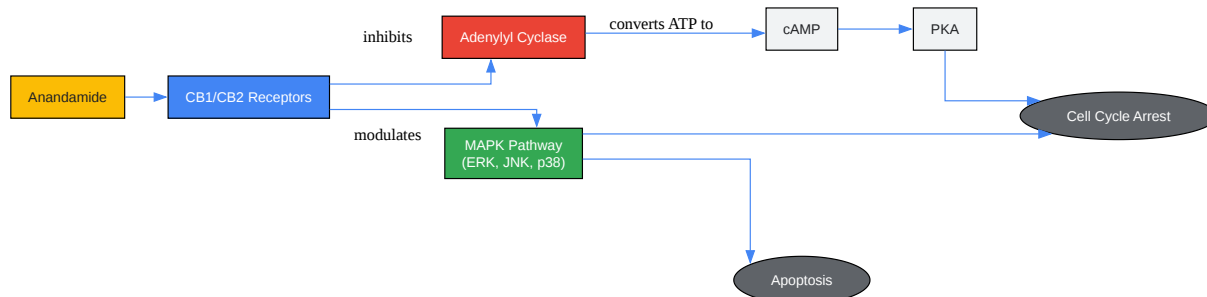 inhibits
Adenylyl Cyclase
converts ATP to
cAMP
PKA
Anandamide
CB1/CB2 Receptors
Cell Cycle Arrest
modulates
MAPK Pathway
(ERK, JNK, p38)
Apoptosis